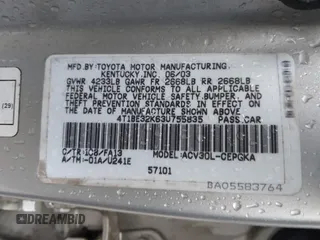 (29)
MFD. BY: TOYOTA MOTOR MANUFACTURING,
KENTUCKY,INC. 06/03
GVWR 4233LB GAWR FR 2668LB RR 2668LB
THIS VEHICLE CONFORMS TO ALL APPLICABLE
FEDERAL MOTOR VEHICLE SAFETY,BUMPER, AND
THEFT PREVENTION STANDARDS IN EFFECT ON
THE DATE OF MANUFACTURE SHOWN ABOVE.
4T1BE32K63U755835 PASS.CAR
C/TR:1C8/FA13
A/TM:-01A/U241E
MODEL:ACV30L-CEPGKA
57101
BA05583764
DREAMBID